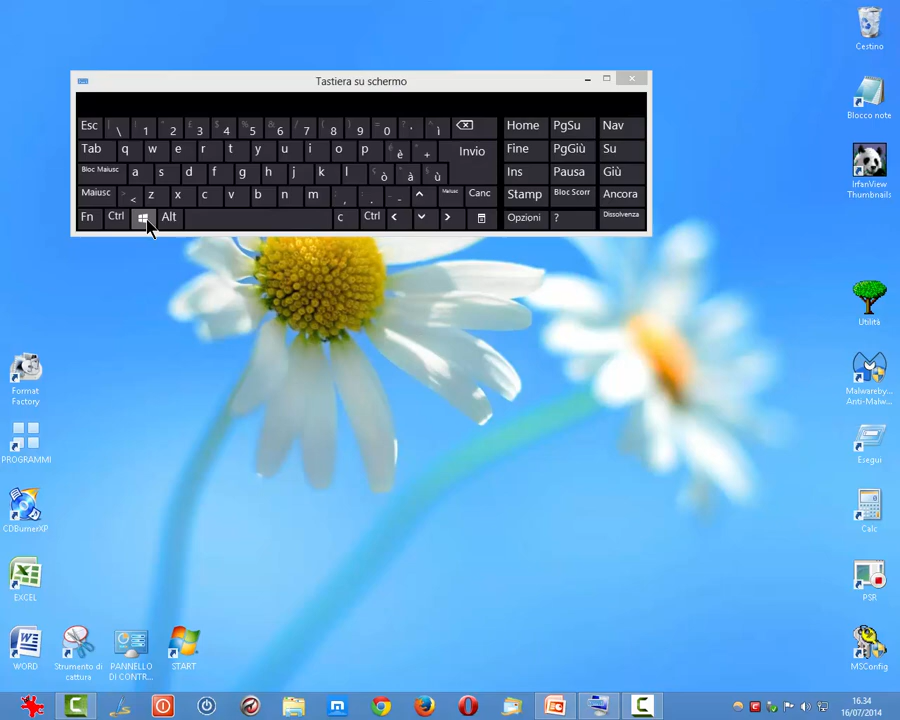 Cestino
Tastiera su schermo
Esc | \ ! 1 " 2 £ 3 $ 4 % 5 & 6 / 7 ( 8 ) 9 = 0 ? ' ^ ì Home PgSu Nav
Tab q w e r t y u i o p é è * + Invio Fine PgGiù Su
Bloc Maiusc a s d f g h j k l ç ò ° à § ù Ins Pausa Giù
Maiusc > < z x c v b n m ; , : . _ - Maiusc Canc Stamp Bloc Scorr Ancora
Fn Ctrl Alt c Ctrl Opzioni ? Dissolvenza
Blocco note
IrfanView
Thumbnails
Utilità
Format
Factory
Malwareby...
Anti-Malw...
PROGRAMMI
Esegui
CDBurnerXP
Calc
EXCEL
PSR
WORD
Strumento di
cattura
PANNELLO
DI CONTR...
START
MSConfig
16.34
16/07/2014